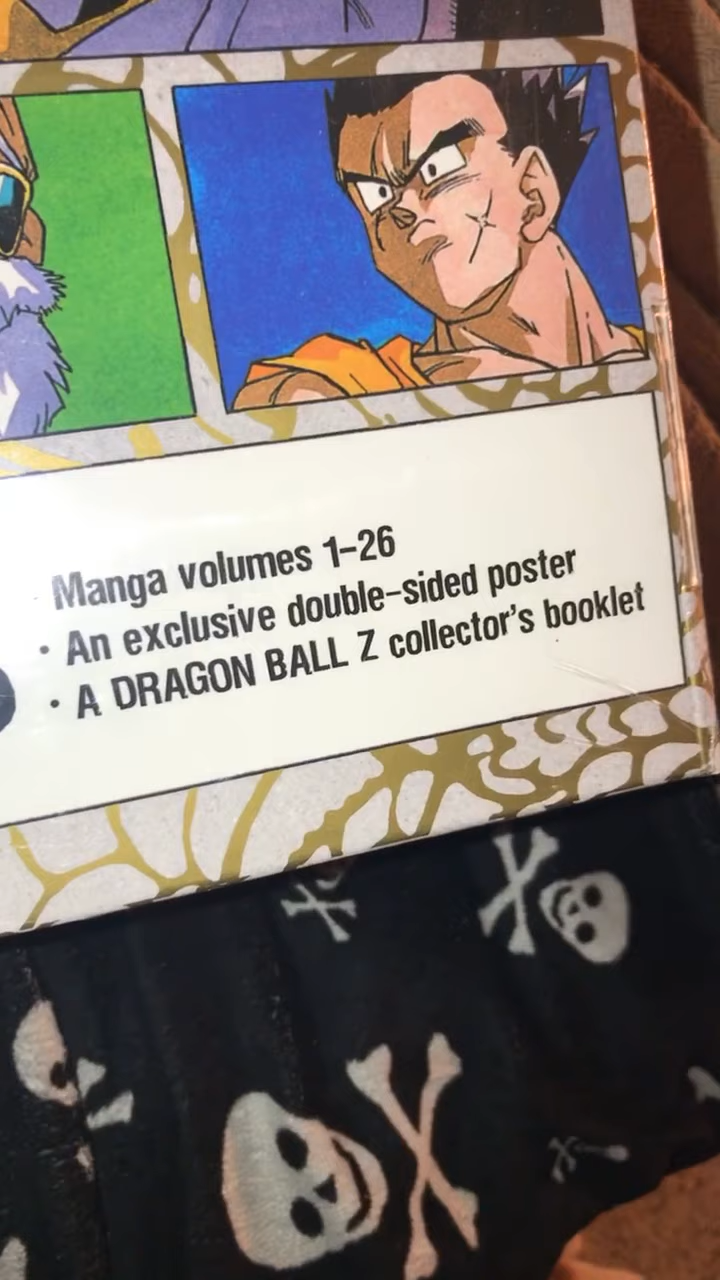 Manga volumes 1-26
• An exclusive double-sided poster
• A DRAGON BALL Z collector's booklet